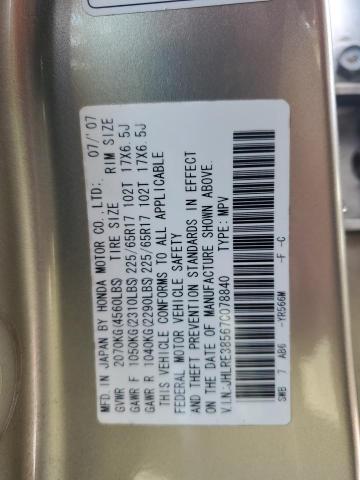 MFD. IN JAPAN BY HONDA MOTOR CO., LTD: 07/'07
GVWR 2070KG(4560LBS) TIRE SIZE RIM SIZE
GAWR F 1050KG(2310LBS) 225/65R17 102T 17X6.5J
GAWR R 1040KG(2290LBS) 225/65R17 102T 17X6.5J
THIS VEHICLE CONFORMS TO ALL APPLICABLE
FEDERAL MOTOR VEHICLE SAFETY
AND THEFT PREVENTION STANDARDS IN EFFECT
ON THE DATE OF MANUFACTURE SHOWN ABOVE.
V.I.N.:JHLRE38567C078840 TYPE: MPV
SWB 7 AB6 -YR566M -F -C